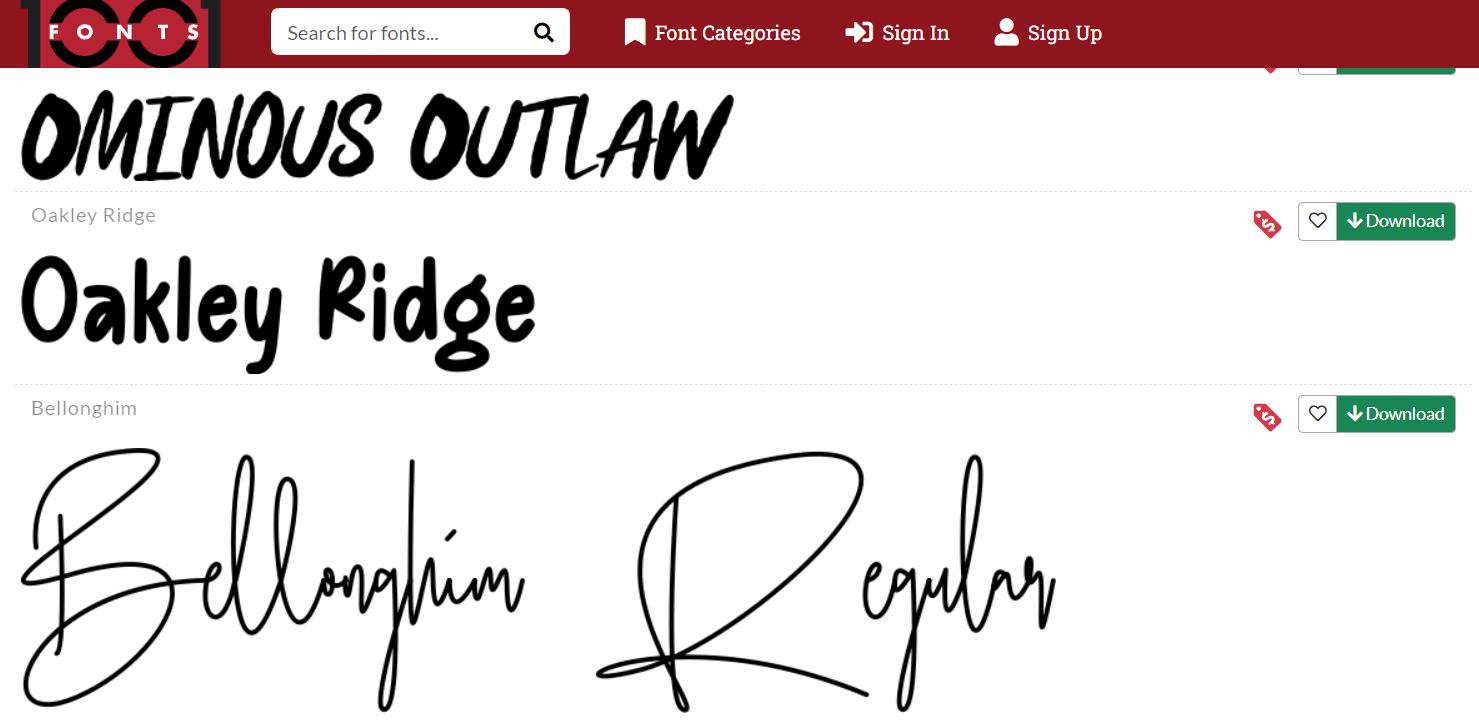 1001 FONTS
Search for fonts...
Font Categories
Sign In
Sign Up
Ominous Outlaw
Oakley Ridge
Download
Oakley Ridge
Bellonghim
Download
Bellonghim Regular